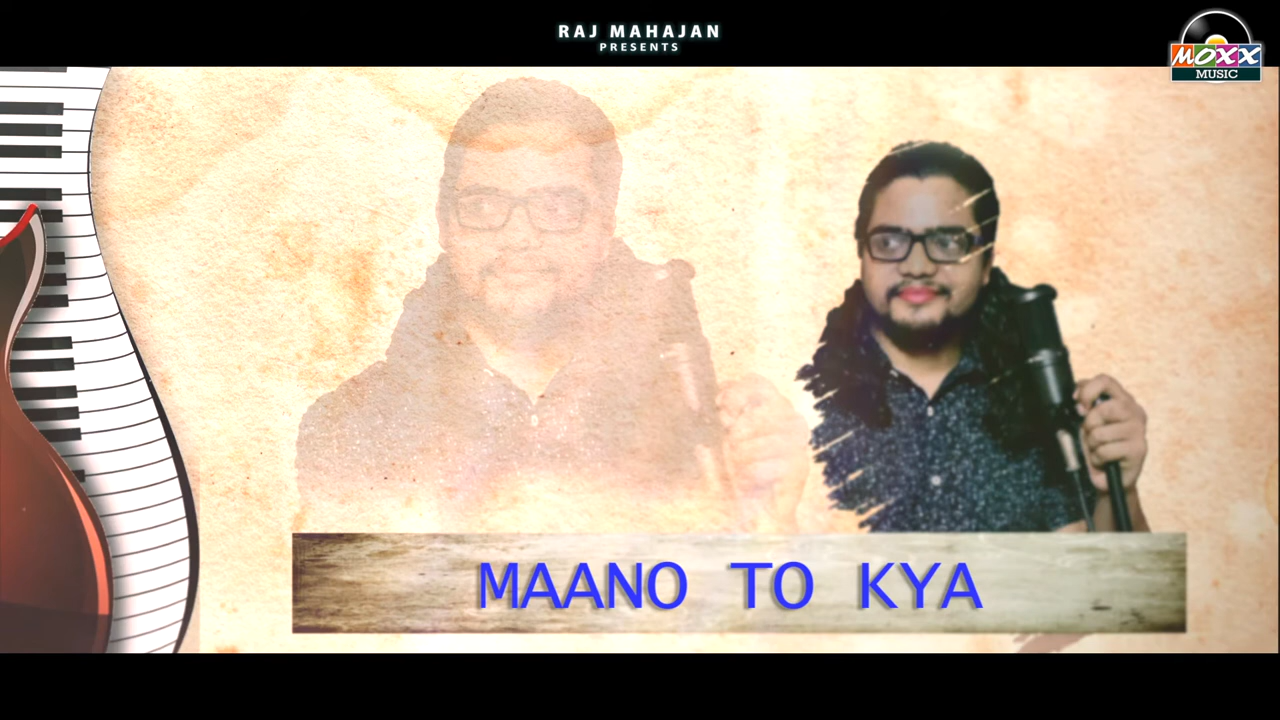 RAJ MAHAJAN
PRESENTS
MOXX
MUSIC
MAANO TO KYA